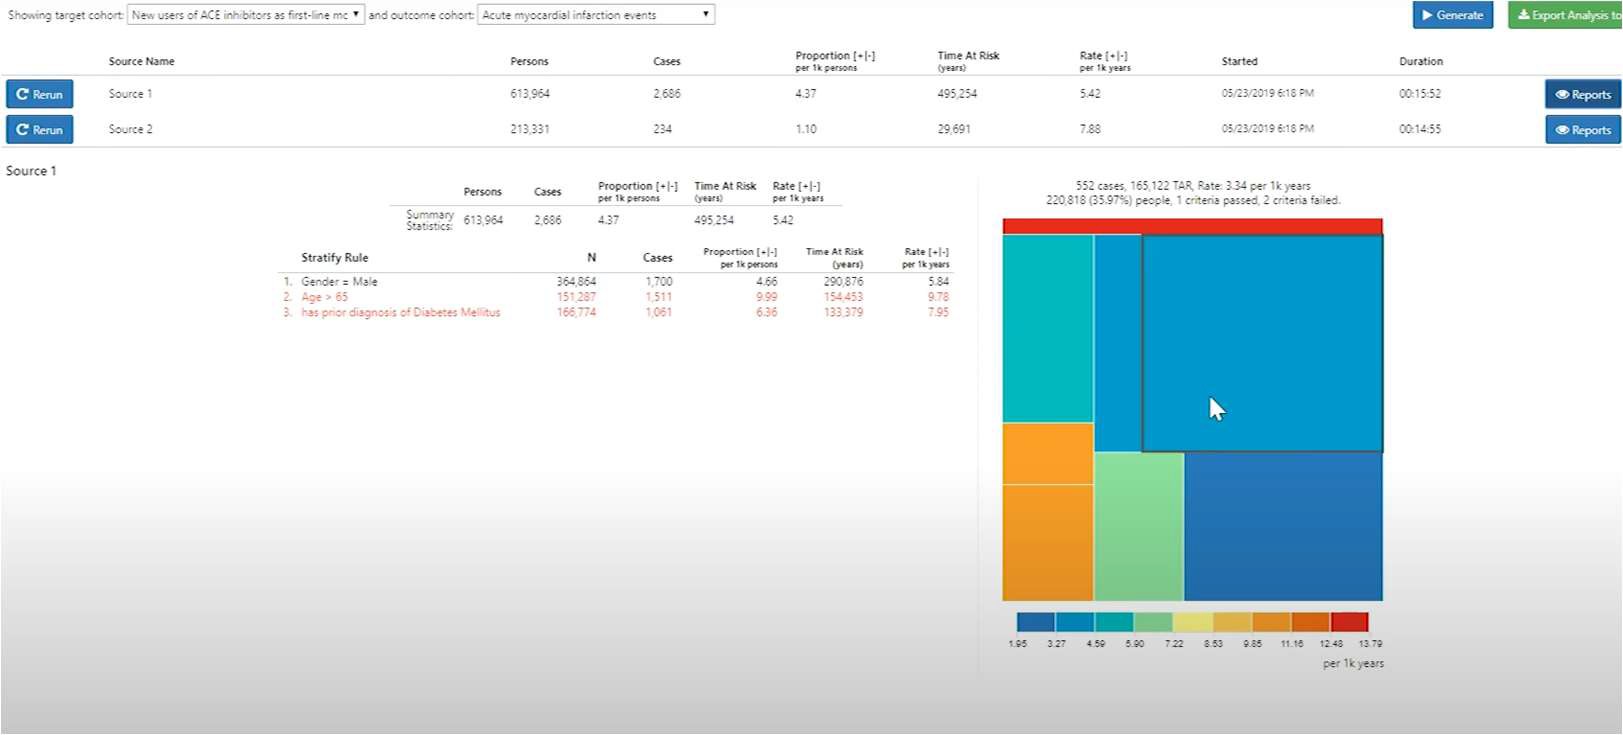 Showing target cohort: New users of ACE inhibitors as first-line mc and outcome cohort: Acute myocardial infarction events Generate Export Analysis to
Source Name Persons Cases Proportion [+|-] per 1k persons Time At Risk (years) Rate [+|-] per 1k years Started Duration
Rerun Source 1 613,964 2,686 4.37 495,254 5.42 05/23/2019 6:18 PM 00:15:52 Reports
Rerun Source 2 213,331 234 1.10 29,691 7.88 05/23/2019 6:18 PM 00:14:55 Reports
Source 1
Persons Cases Proportion [+|-] per 1k persons Time At Risk (years) Rate [+|-] per 1k years
Summary Statistics: 613,964 2,686 4.37 495,254 5.42
Stratify Rule N Cases Proportion [+|-] per 1k persons Time At Risk (years) Rate [+|-] per 1k years
1. Gender = Male 364,864 1,700 4.66 290,876 5.84
2. Age > 65 151,287 1,511 9.99 154,453 9.78
3. has prior diagnosis of Diabetes Mellitus 166,774 1,061 6.36 133,379 7.95
552 cases, 165,122 TAR, Rate: 3.34 per 1k years
220,818 (35.97%) people, 1 criteria passed, 2 criteria failed.
1.95 3.27 4.59 5.90 7.22 8.53 9.85 11.16 12.48 13.79
per 1k years